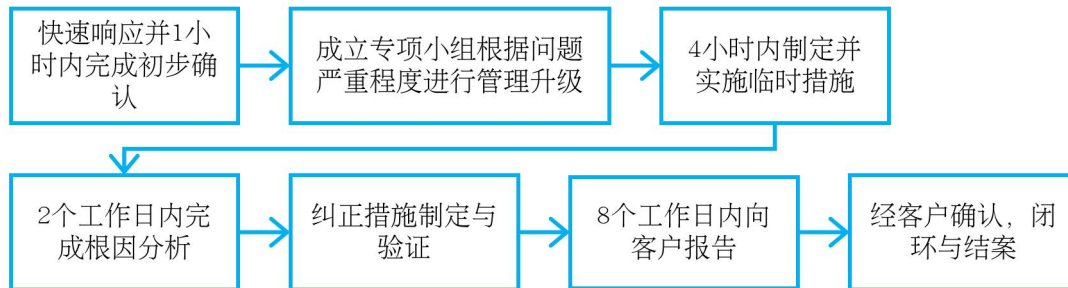 快速响应并1小
时内完成初步确
认
成立专项小组根据问题
严重程度进行管理升级
4小时内制定并
实施临时措施
2个工作日内完
成根因分析
纠正措施制定与
验证
8个工作日内向
客户报告
经客户确认，闭
环与结案